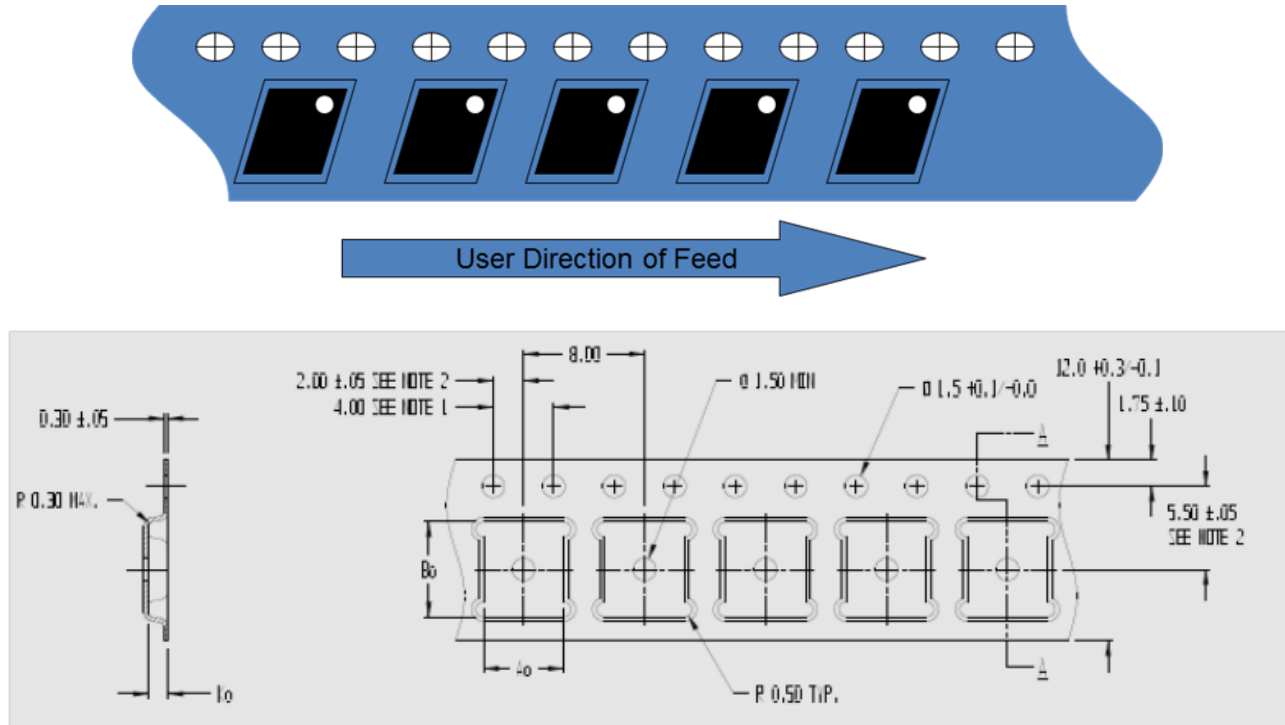 User Direction of Feed
8.00
2.00 ±.05 SEE NOTE 2
4.00 SEE NOTE 1
0.30 ±.05
R 0.30 MAX.
Ø 1.50 MIN
Ø 1.5 +0.1/-0.0
12.0 +0.3/-0.1
1.75 ±.10
A
5.50 ±.05
SEE NOTE 2
Bo
Ao
Ko
R 0.50 TYP.
A